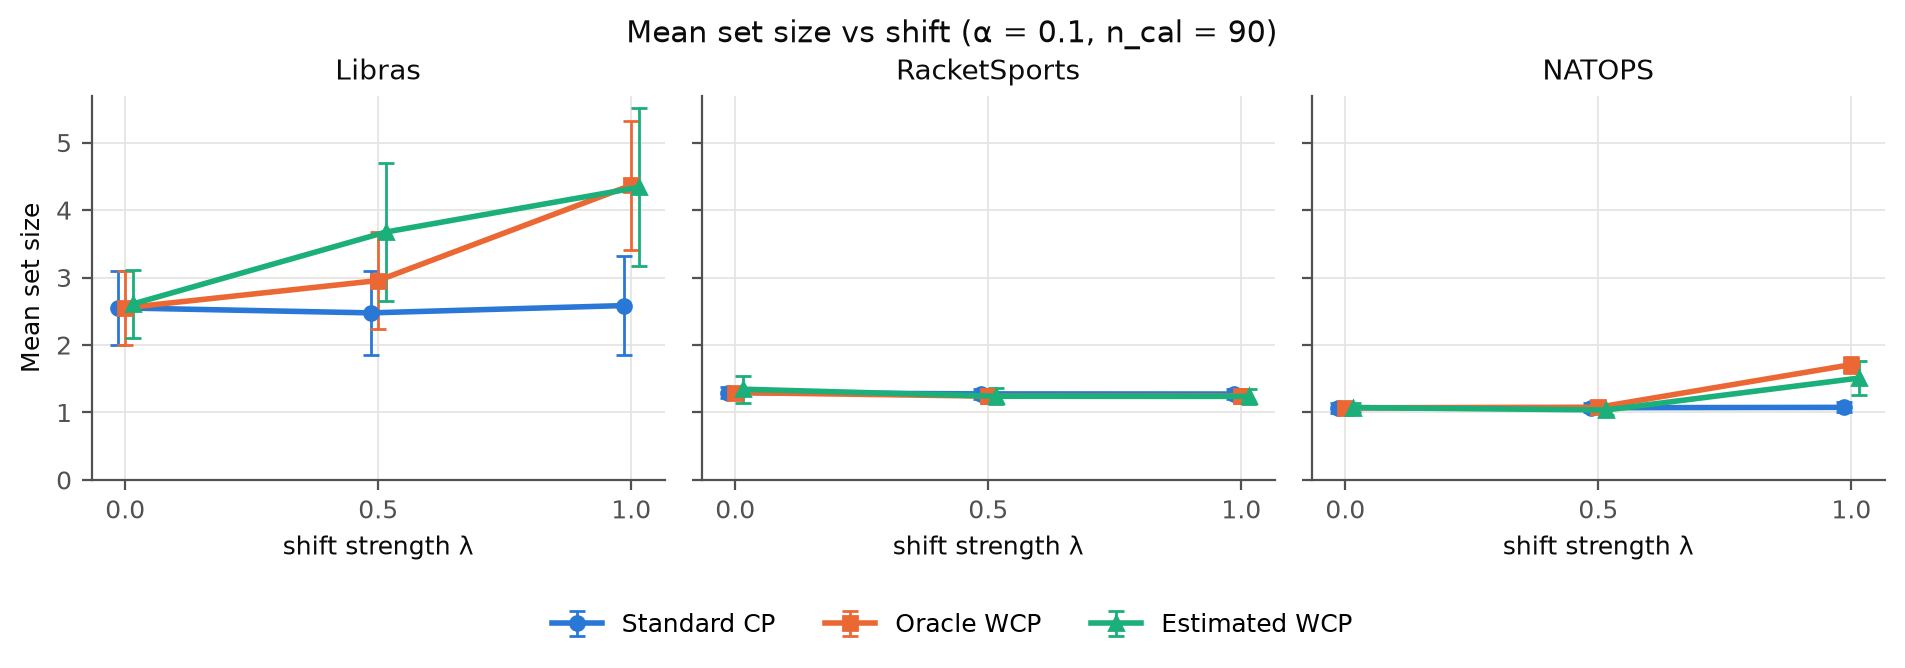 Mean set size vs shift (α = 0.1, n_cal = 90)
Libras
RacketSports
NATOPS
Mean set size
5
4
3
2
1
0
0.0 0.5 1.0
0.0 0.5 1.0
0.0 0.5 1.0
shift strength λ
shift strength λ
shift strength λ
Standard CP
Oracle WCP
Estimated WCP